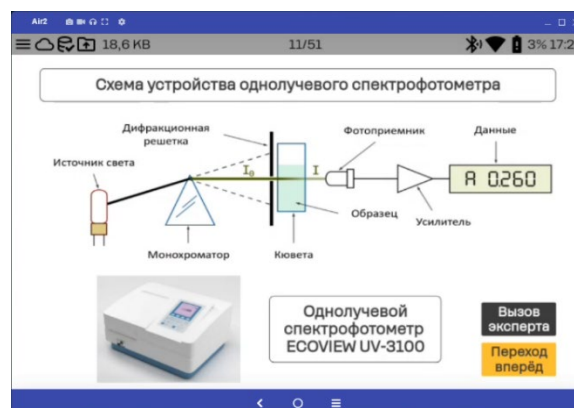 Air2
18,6 KB 11/51 3% 17:2
Схема устройства однолучевого спектрофотометра
Дифракционная
решетка
Фотоприемник
Данные
Источник света
I₀
I
A 0.260
Образец
Усилитель
Монохроматор
Кювета
Однолучевой
спектрофотометр
ECOVIEW UV-3100
Вызов
эксперта
Переход
вперёд